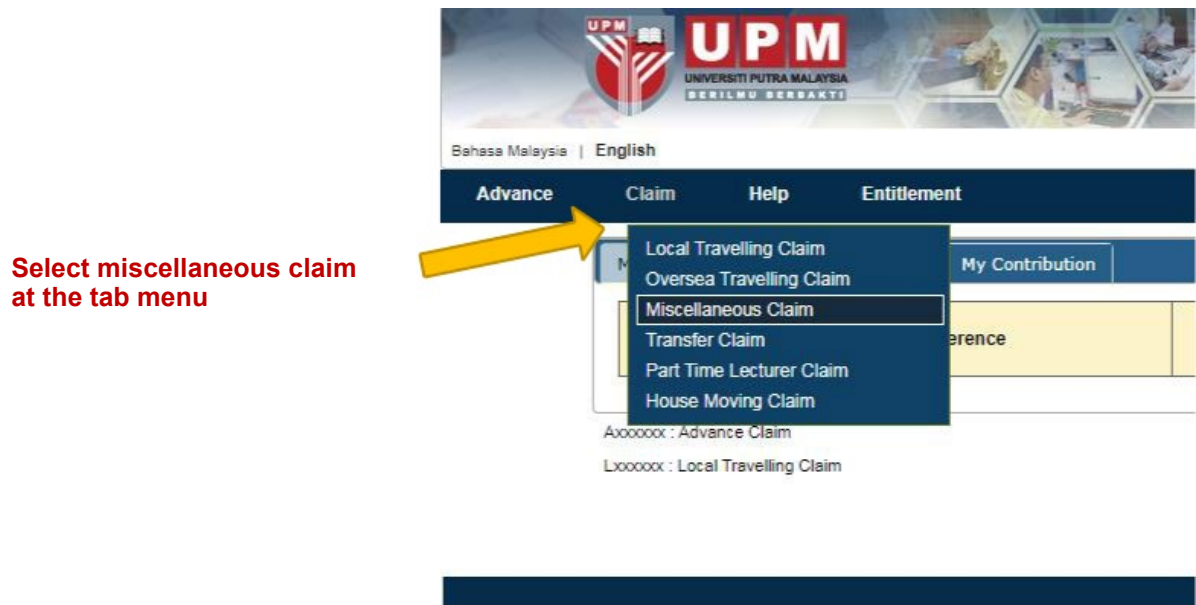 UPM
UPM
UNIVERSITI PUTRA MALAYSIA
BERILMU BERBAKTI
Bahasa Malaysia | English
Advance Claim Help Entitlement
Select miscellaneous claim
at the tab menu
Local Travelling Claim
Oversea Travelling Claim
Miscellaneous Claim
Transfer Claim
Part Time Lecturer Claim
House Moving Claim
My Contribution
erence
Axxxxxx : Advance Claim
Lxxxxxx : Local Travelling Claim